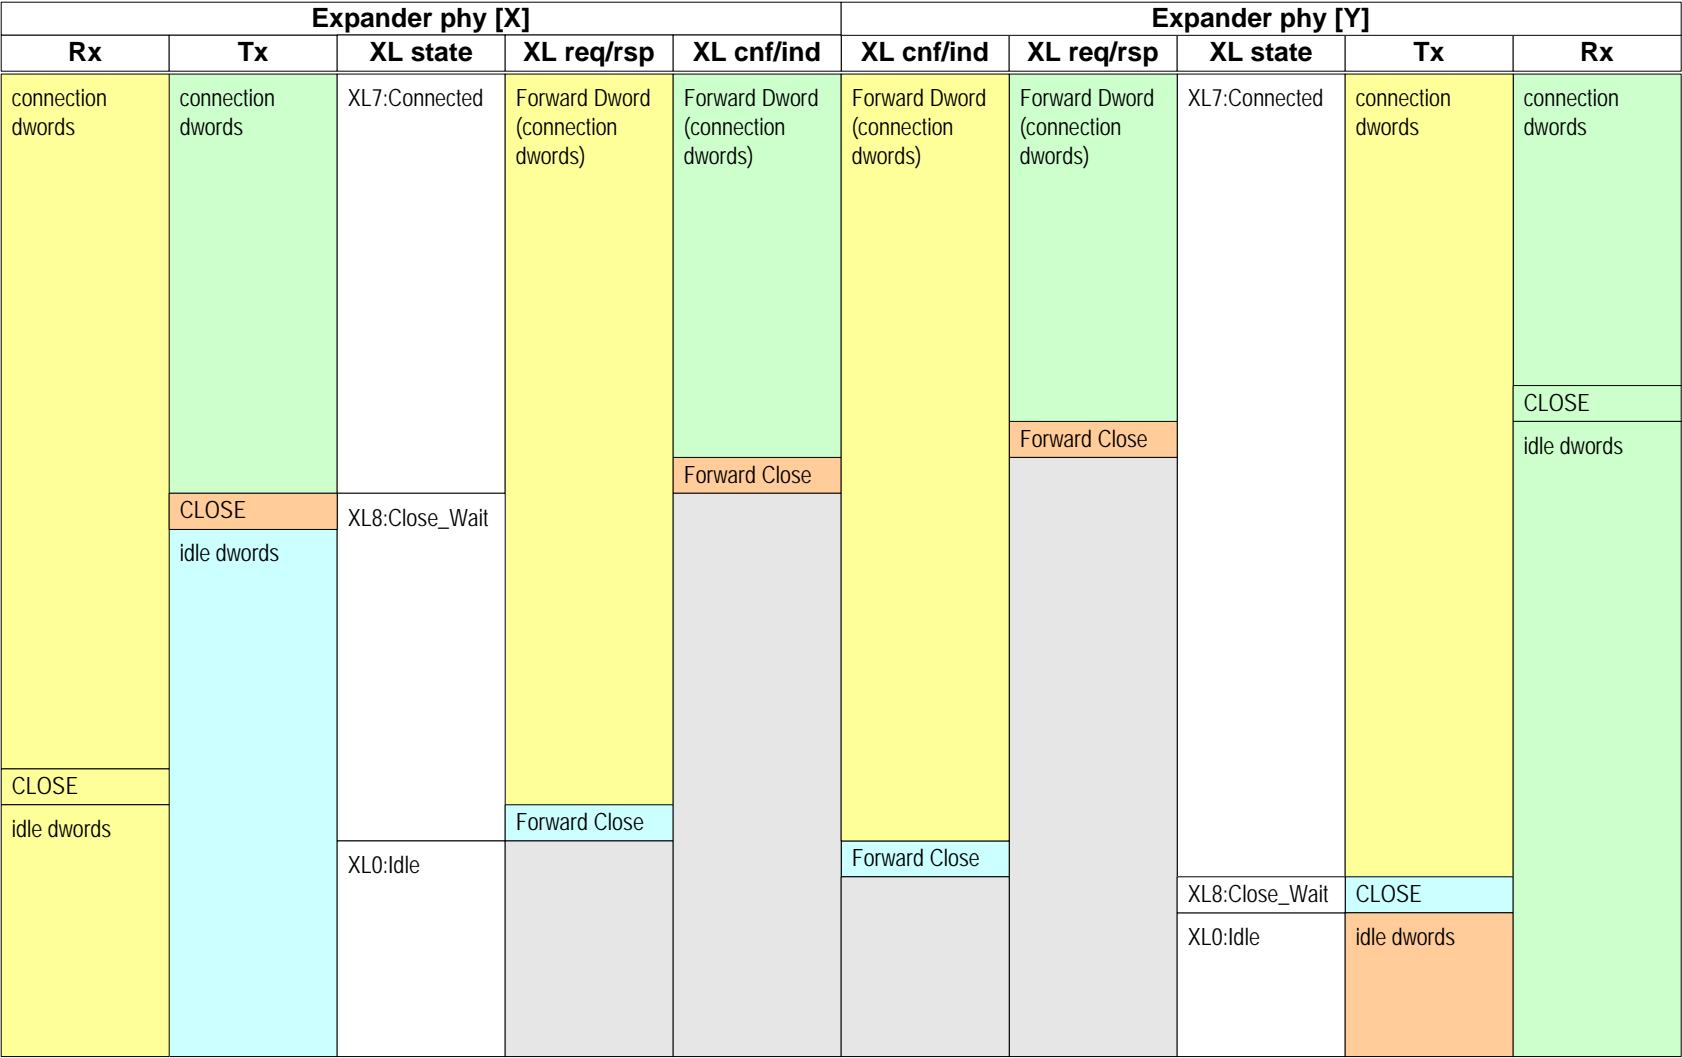 Expander phy [X] Expander phy [Y]
Rx Tx XL state XL req/rsp XL cnf/ind XL cnf/ind XL req/rsp XL state Tx Rx
connection connection XL7:Connected Forward Dword Forward Dword Forward Dword Forward Dword XL7:Connected connection connection
dwords dwords (connection (connection (connection (connection dwords dwords
dwords) dwords) dwords) dwords)
CLOSE
Forward Close idle dwords
Forward Close
CLOSE XL8:Close_Wait
idle dwords
CLOSE
idle dwords Forward Close
XL0:Idle Forward Close
XL8:Close_Wait CLOSE
XL0:Idle idle dwords